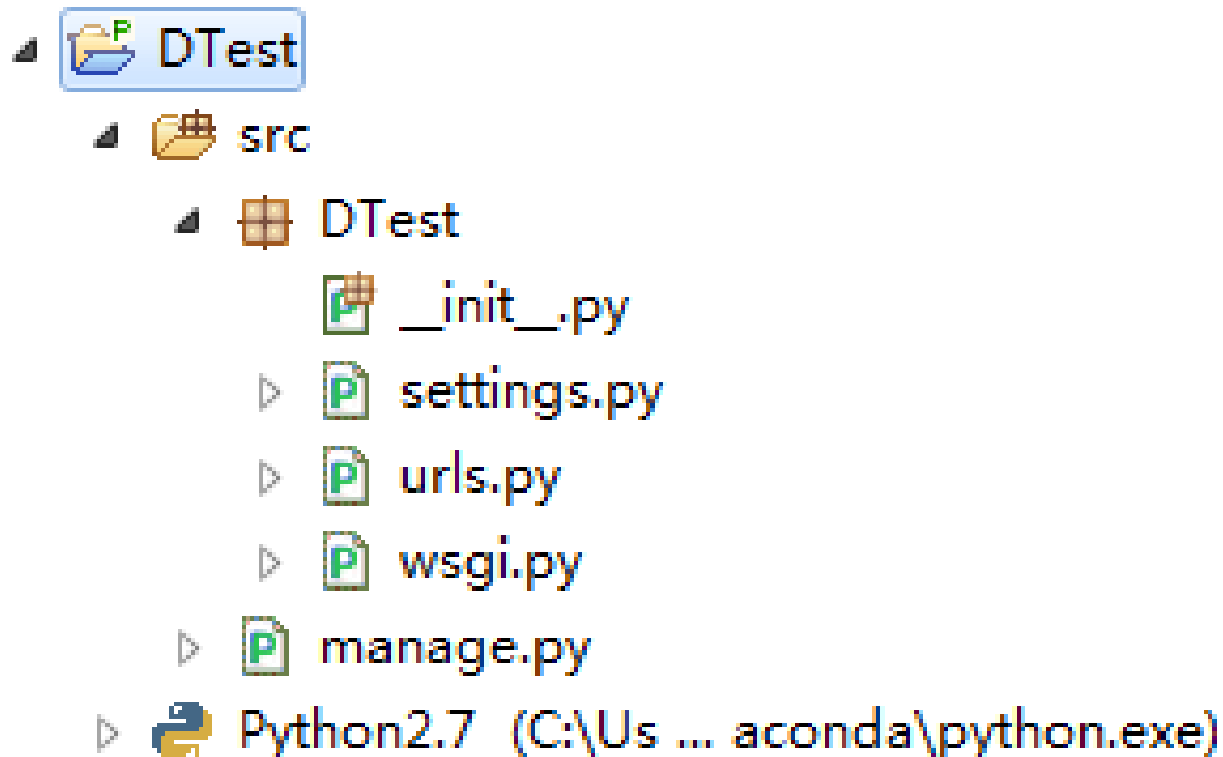 DTest
src
DTest
__init__.py
settings.py
urls.py
wsgi.py
manage.py
Python2.7 (C:\Us ... aconda\python.exe)